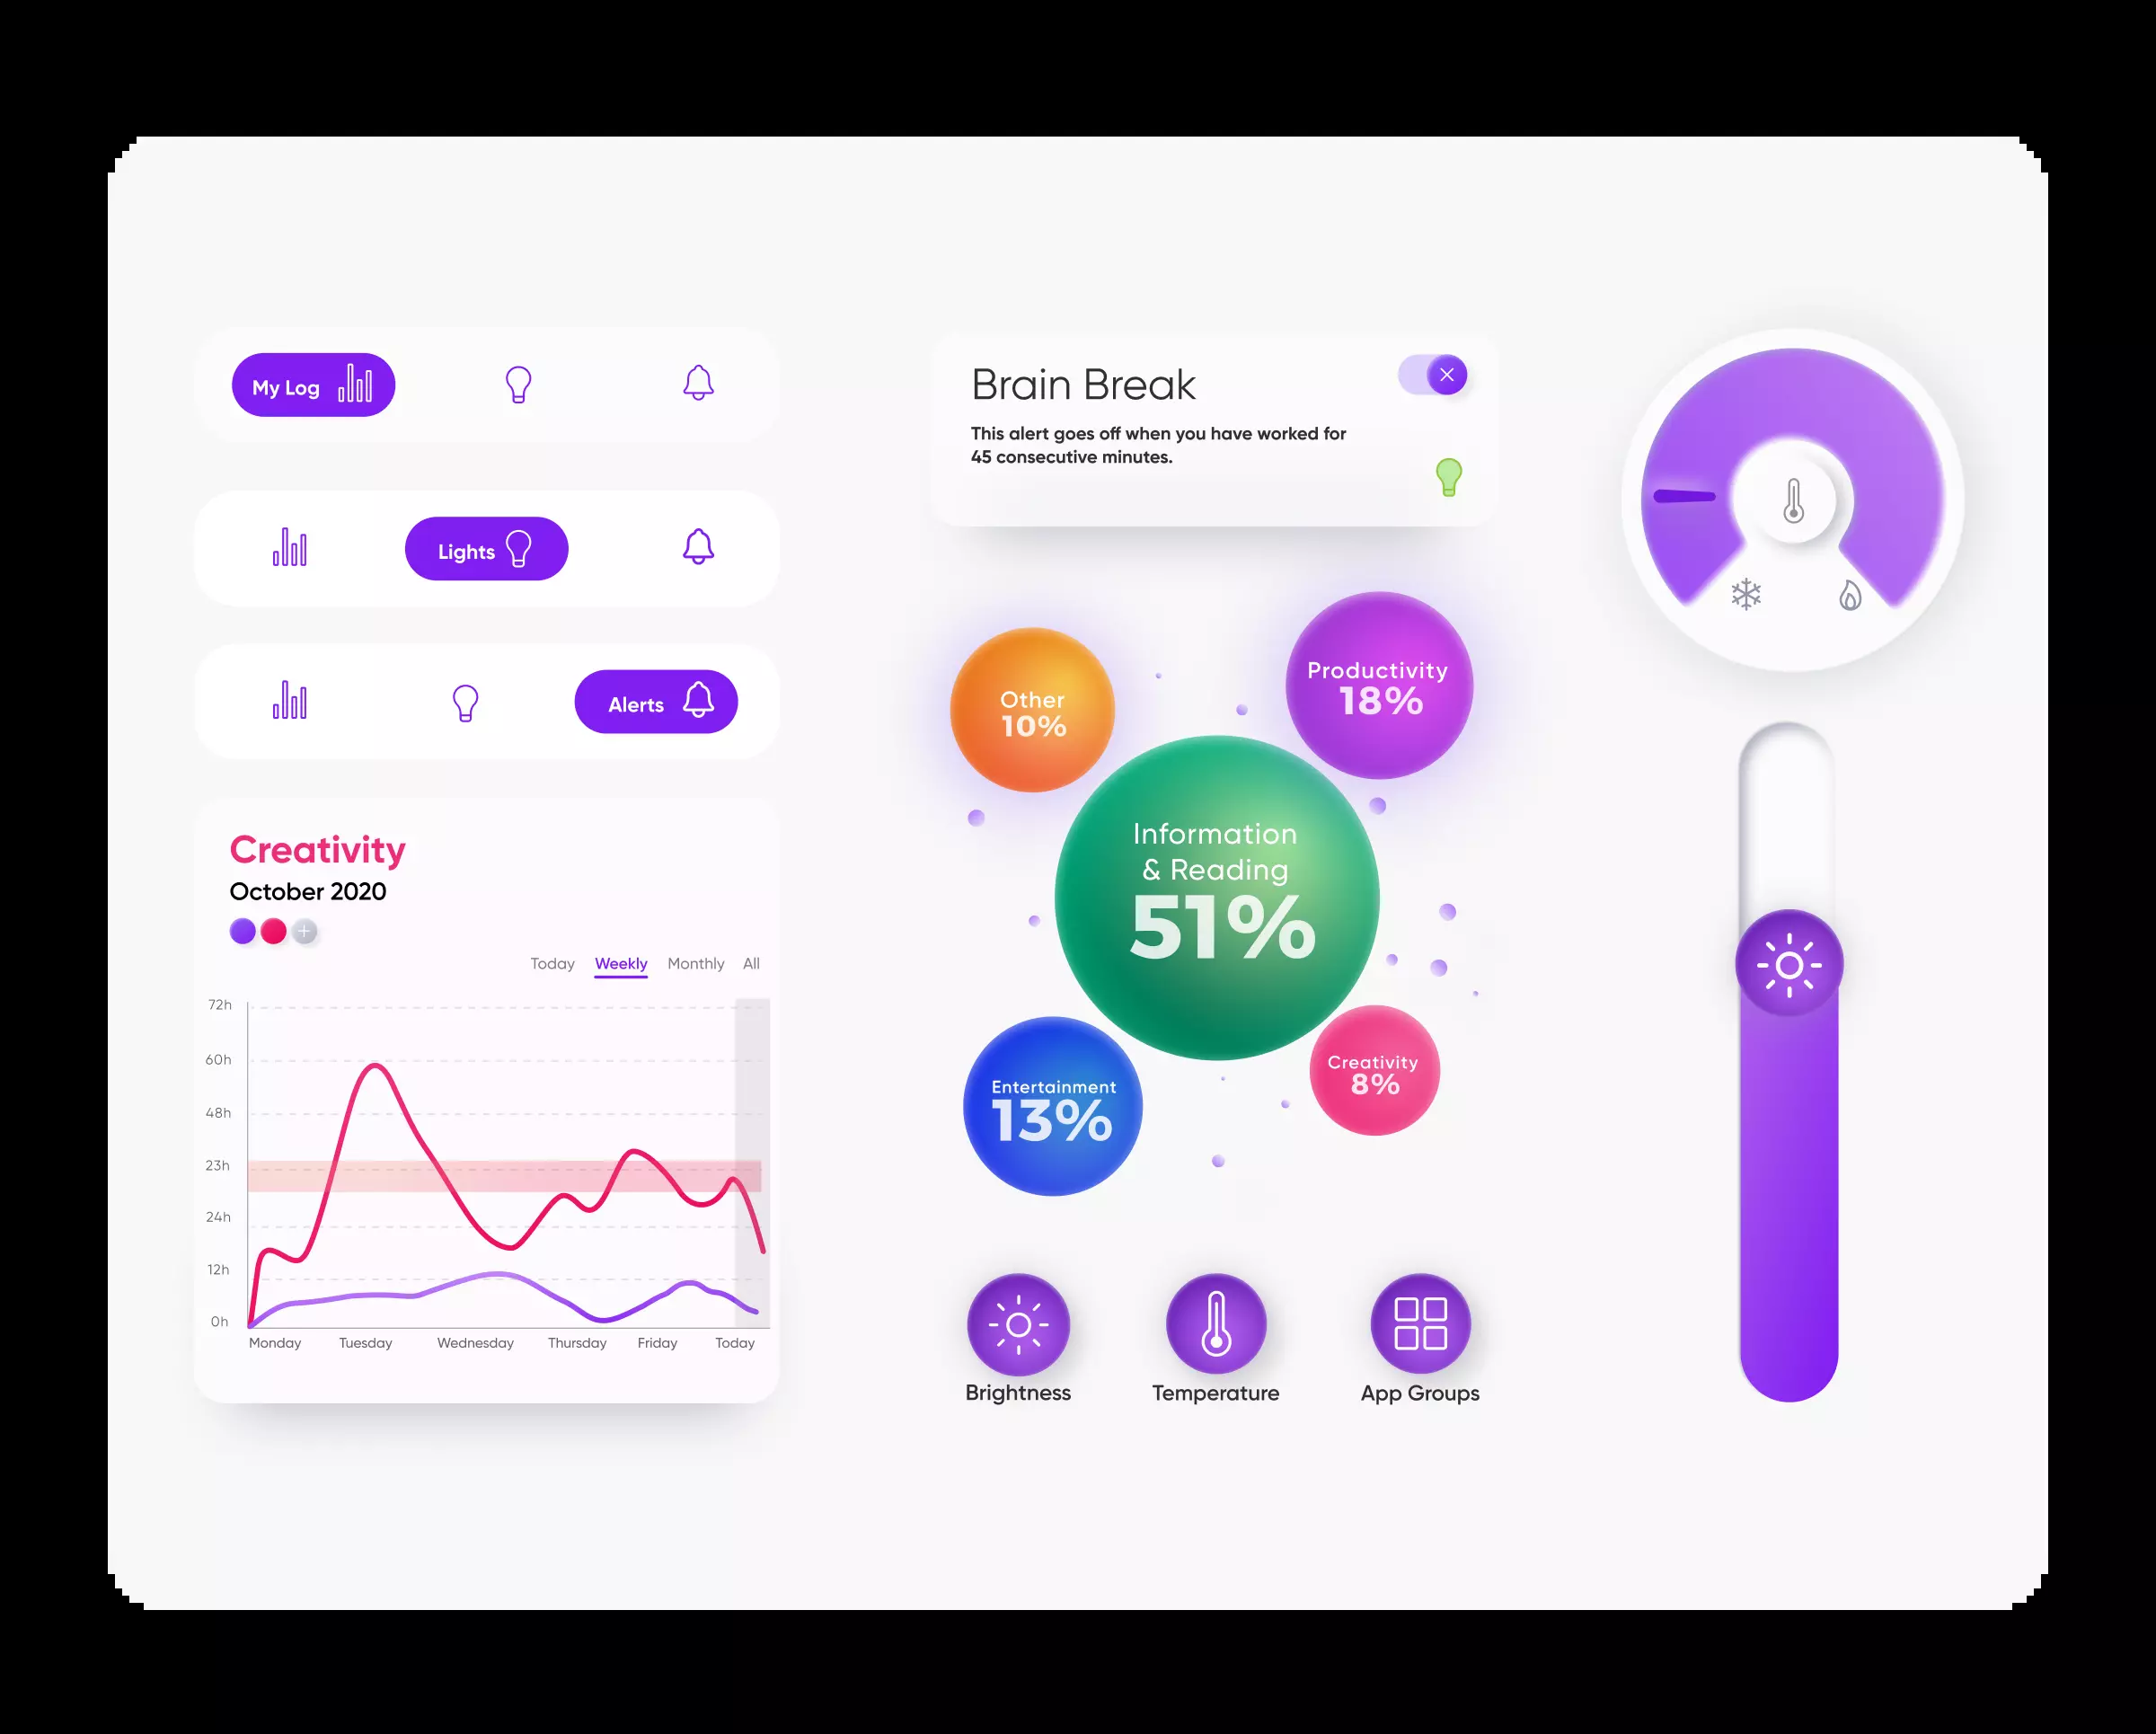 My Log
Lights
Alerts
Creativity
October 2020
Today Weekly Monthly All
72h
60h
48h
23h
24h
12h
0h
Monday Tuesday Wednesday Thursday Friday Today
Brain Break
This alert goes off when you have worked for
45 consecutive minutes.
Other
10%
Productivity
18%
Information
& Reading
51%
Entertainment
13%
Creativity
8%
Brightness Temperature App Groups